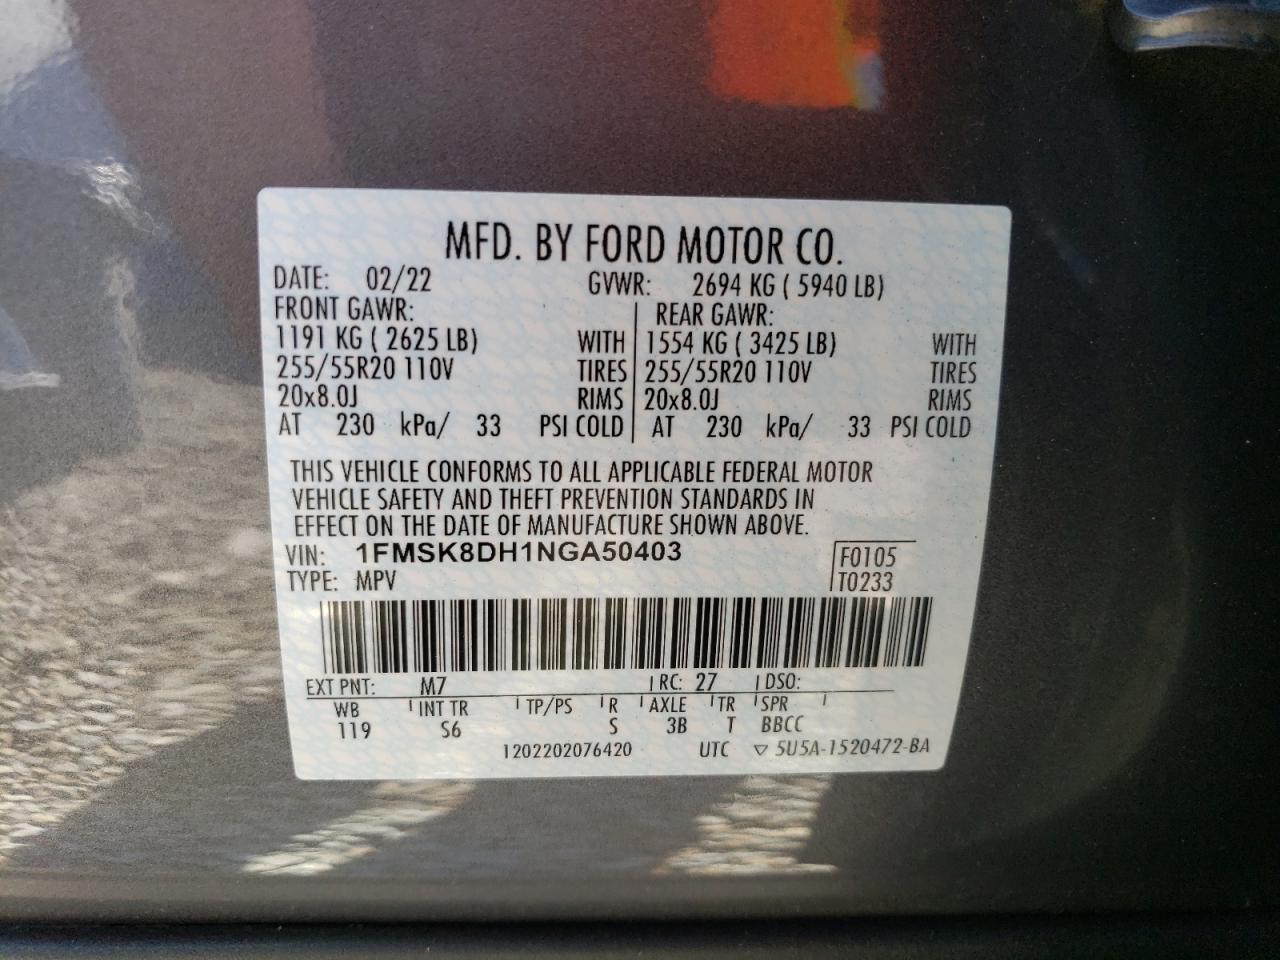 MFD. BY FORD MOTOR CO.
DATE: 02/22 GVWR: 2694 KG ( 5940 LB)
FRONT GAWR: REAR GAWR:
1191 KG ( 2625 LB) WITH 1554 KG ( 3425 LB) WITH
255/55R20 110V TIRES 255/55R20 110V TIRES
20x8.0J RIMS 20x8.0J RIMS
AT 230 kPa/ 33 PSI COLD AT 230 kPa/ 33 PSI COLD
THIS VEHICLE CONFORMS TO ALL APPLICABLE FEDERAL MOTOR
VEHICLE SAFETY AND THEFT PREVENTION STANDARDS IN
EFFECT ON THE DATE OF MANUFACTURE SHOWN ABOVE.
VIN: 1FMSK8DH1NGA50403 F0105
TYPE: MPV T0233
EXT PNT: M7 RC: 27 DSO:
WB INT TR TP/PS R AXLE TR SPR
119 S6 S 3B T BBCC
1202202076420 UTC ▽ 5U5A-1520472-BA